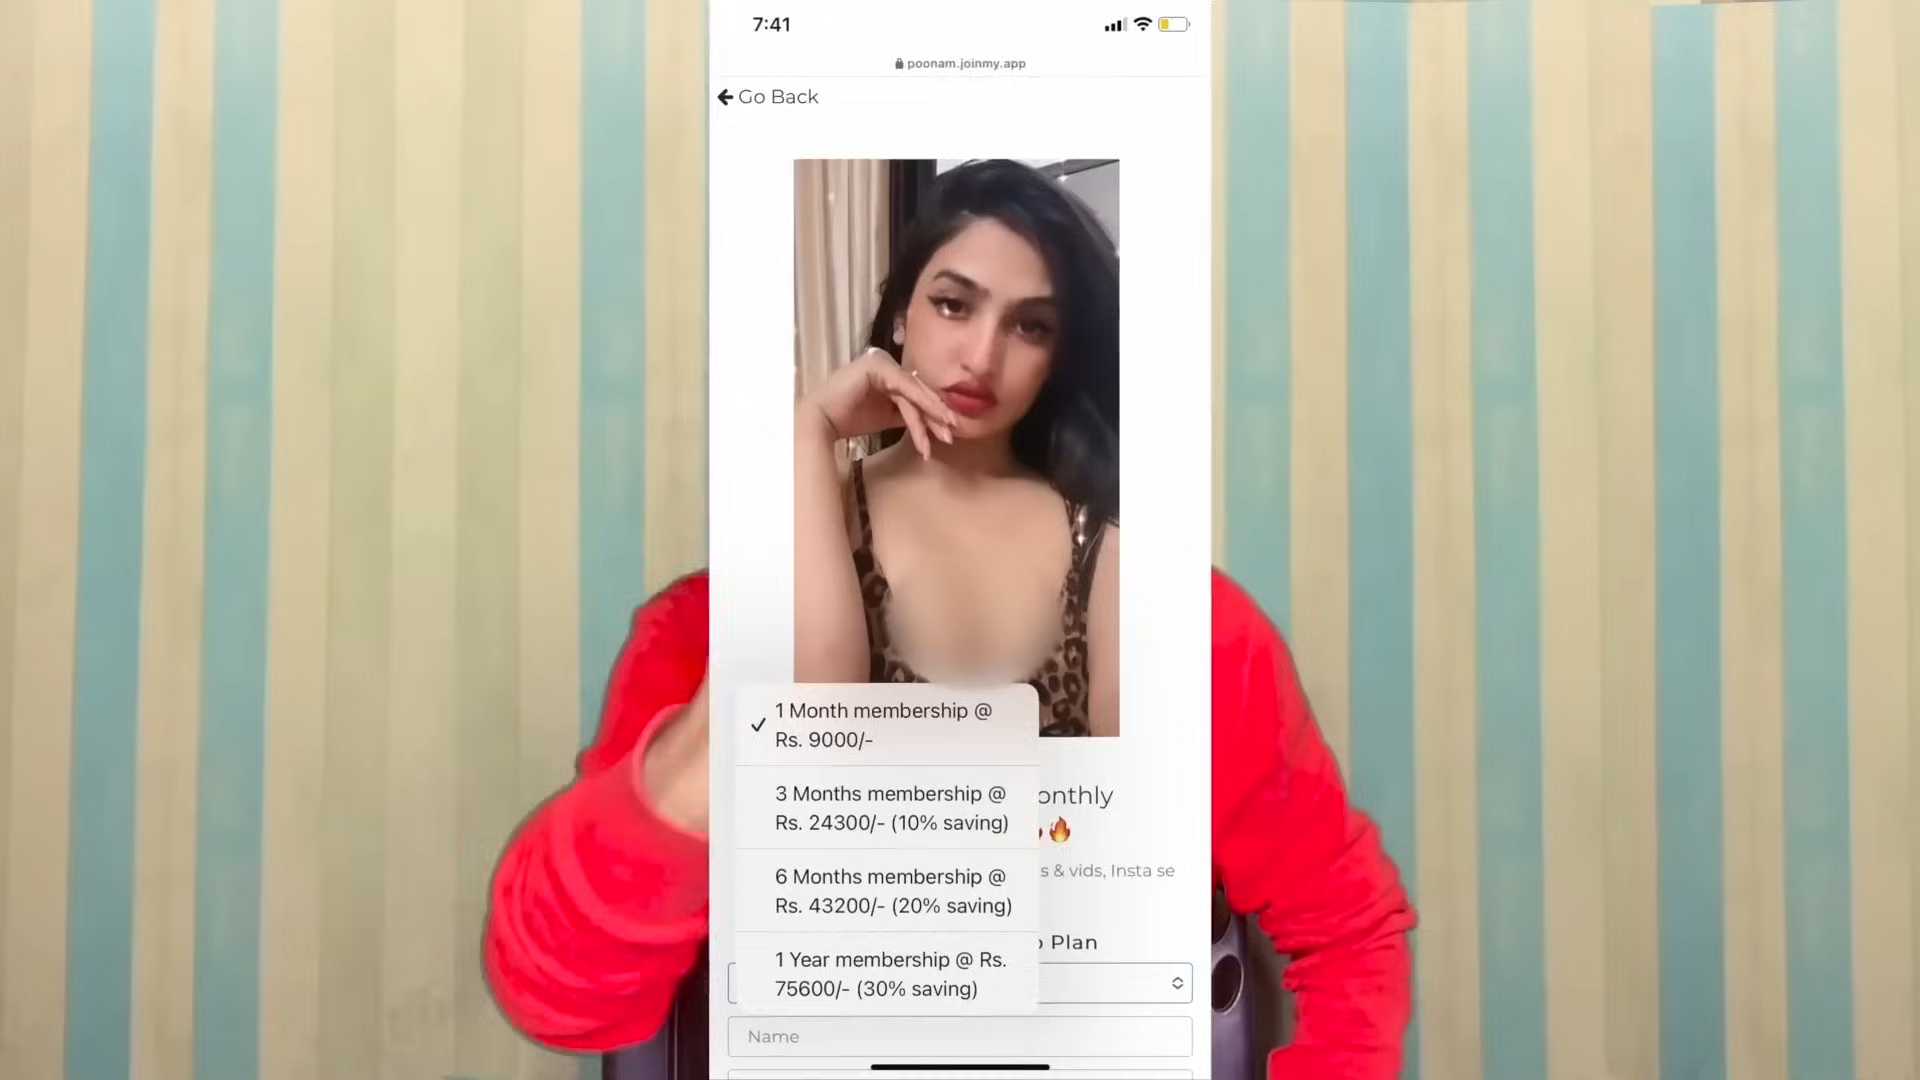 7:41
poonam.joinmy.app
Go Back
1 Month membership @
Rs. 9000/-
3 Months membership @
Rs. 24300/- (10% saving)
6 Months membership @
Rs. 43200/- (20% saving)
1 Year membership @ Rs.
75600/- (30% saving)
onthly
s & vids, Insta se
Plan
Name